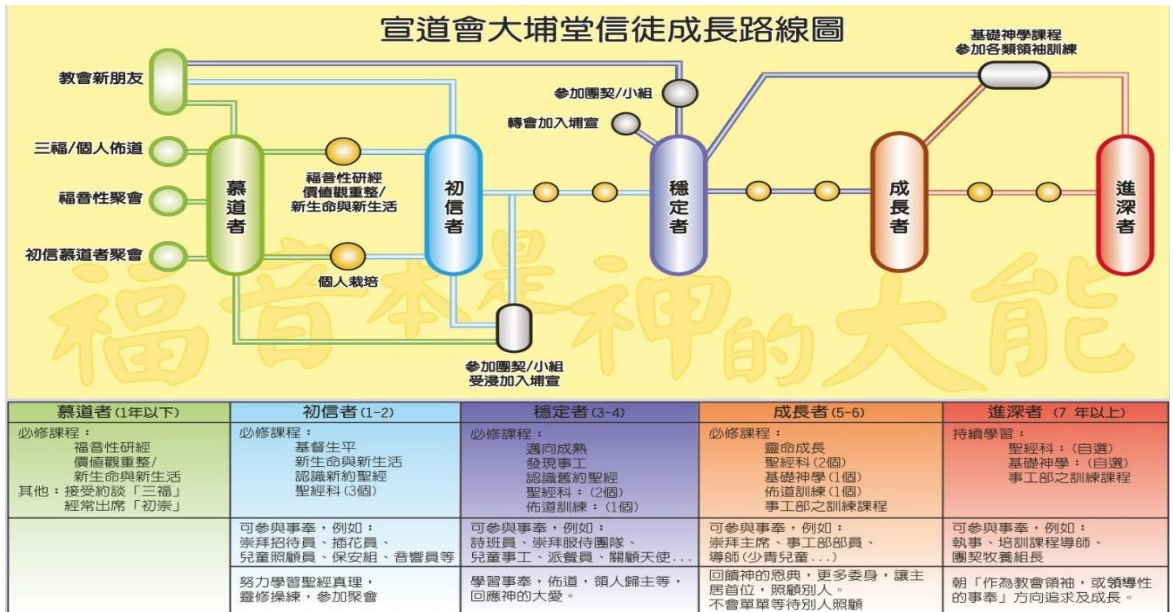 宣道會大埔堂信徒成長路線圖
基礎神學課程
參加各類領袖訓練
教會新朋友
參加團契/小組
轉會加入埔宣
三福/個人佈道
福音性聚會
初信慕道者聚會
慕道者
福音性研經
價值觀重整/
新生命與新生活
個人栽培
初信者
參加團契/小組
受浸加入埔宣
穩定者
成長者
進深者
福音本是神的大能
慕道者(1年以下)
必修課程：
福音性研經
價值觀重整/
新生命與新生活
其他：接受約談「三福」
經常出席「初崇」
初信者(1-2)
必修課程：
基督生平
新生命與新生活
認識新約聖經
聖經科(3個)
可參與事奉，例如：
崇拜招待員、插花員、
兒童照顧員、保安組、音響員等
努力學習聖經真理，
靈修操練，參加聚會
穩定者(3-4)
必修課程：
邁向成熟
發現事工
認識舊約聖經
聖經科：(2個)
佈道訓練：(1個)
可參與事奉，例如：
詩班員、崇拜服侍團隊、
兒童事工、派餐員、關顧天使...
學習事奉，佈道，領人歸主等，
回應神的大愛。
成長者(5-6)
必修課程：
靈命成長
聖經科(2個)
基礎神學(1個)
佈道訓練(1個)
事工部之訓練課程
可參與事奉，例如：
崇拜主席、事工部部員、
導師(少青兒童...)
回饋神的恩典，更多委身，讓主
居首位，照顧別人。
不會單單等待別人照顧
進深者(7 年以上)
持續學習：
聖經科：(自選)
基礎神學：(自選)
事工部之訓練課程
可參與事奉，例如：
執事、培訓課程導師、
團契牧養組長
朝「作為教會領袖，或領導性
的事奉」方向追求及成長。